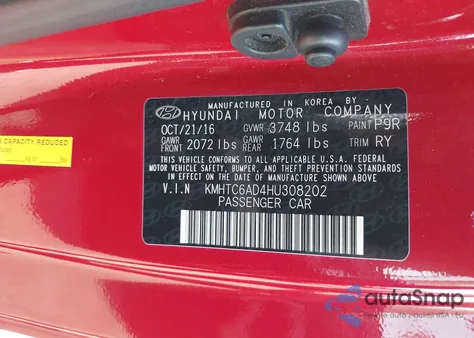 MANUFACTURED IN KOREA BY
HYUNDAI MOTOR COMPANY
OCT/21/16 GVWR 3748 lbs PAINT P9R
GAWR FRONT 2072 lbs GAWR REAR 1764 lbs TRIM RY
THIS VEHICLE CONFORMS TO ALL APPLICABLE U.S.A. FEDERAL
MOTOR VEHICLE SAFETY, BUMPER, AND THEFT PREVENTION
STANDARDS IN EFFECT ON THE DATE OF MANUFACTURE
SHOWN ABOVE.
V.I.N KMHTC6AD4HU308202
PASSENGER CAR
CAPACITY REDUCED
autoSnap